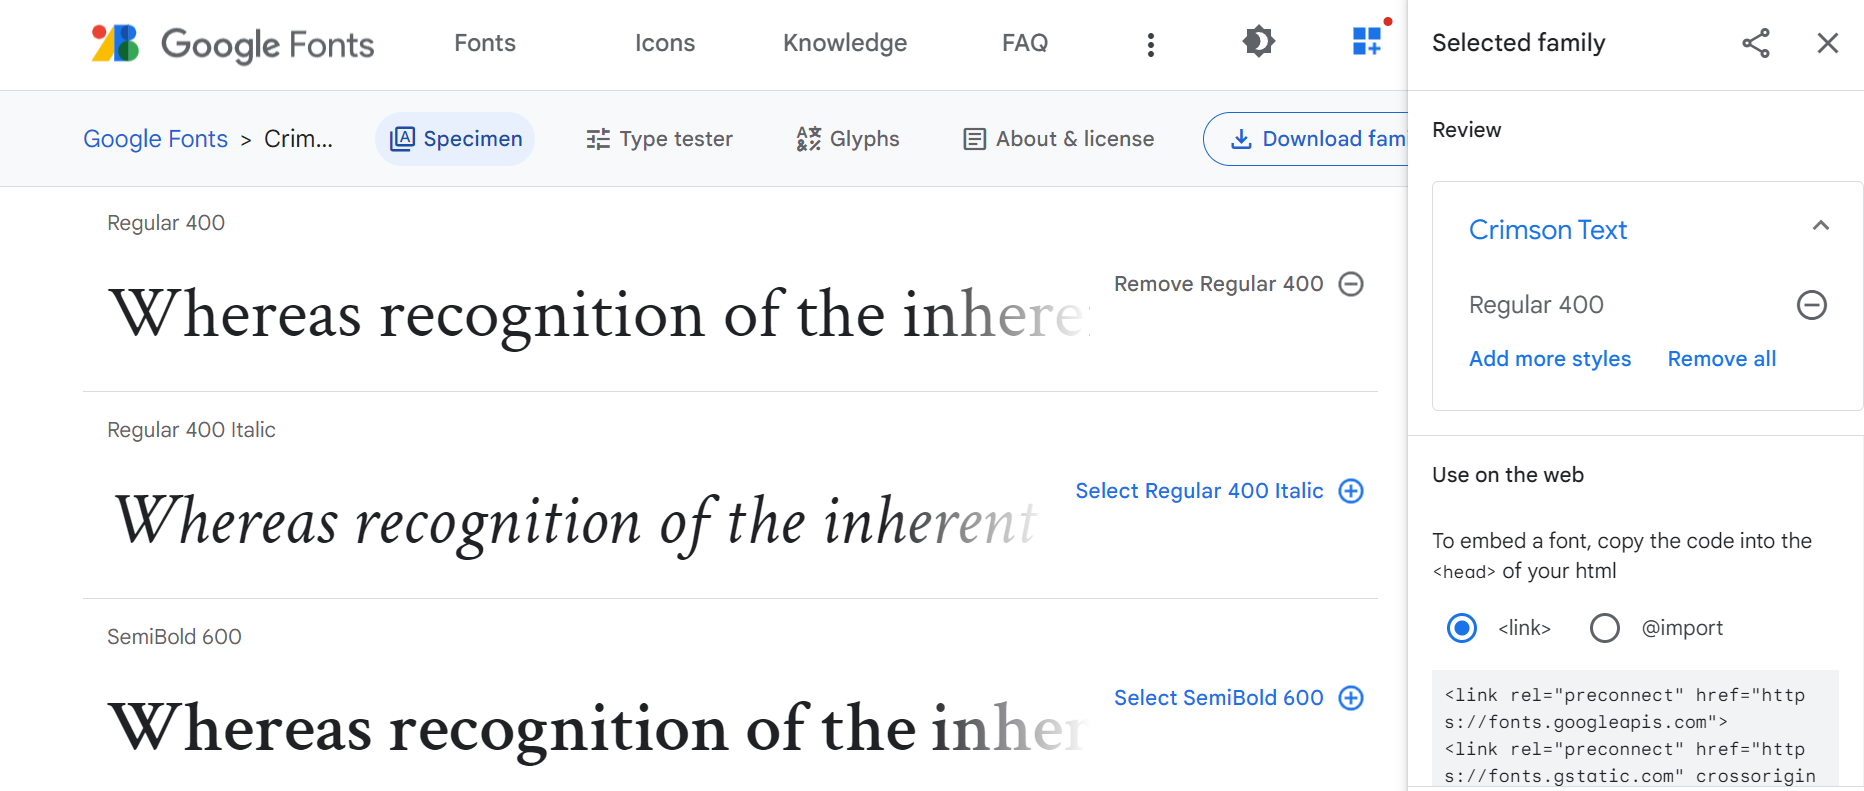 Google Fonts
Fonts
Icons
Knowledge
FAQ
Google Fonts > Crim...
Specimen
Type tester
Glyphs
About & license
Download fam
Regular 400
Whereas recognition of the inhere
Remove Regular 400
Regular 400 Italic
Whereas recognition of the inherent
Select Regular 400 Italic
SemiBold 600
Whereas recognition of the inher
Select SemiBold 600
Selected family
Review
Crimson Text
Regular 400
Add more styles
Remove all
Use on the web
To embed a font, copy the code into the
<head> of your html
<link>
@import
<link rel="preconnect" href="http
s://fonts.googleapis.com">
<link rel="preconnect" href="http
s://fonts.gstatic.com" crossorigin